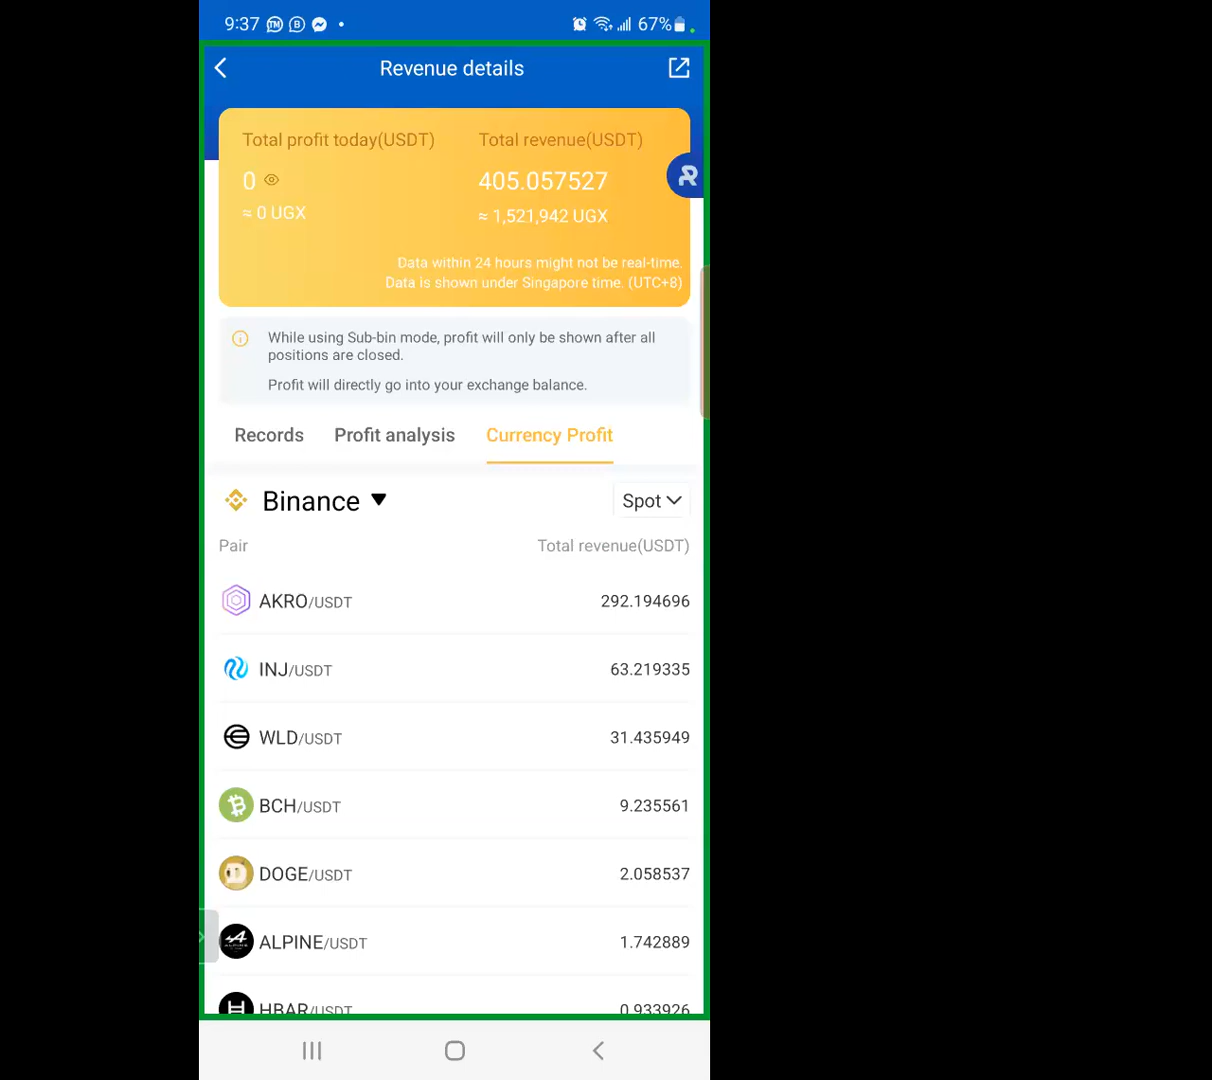 9:37 67%
Revenue details
Total profit today(USDT) Total revenue(USDT)
0 405.057527
≈ 0 UGX ≈ 1,521,942 UGX
Data within 24 hours might not be real-time.
Data is shown under Singapore time. (UTC+8)
While using Sub-bin mode, profit will only be shown after all
positions are closed.
Profit will directly go into your exchange balance.
Records Profit analysis Currency Profit
Binance Spot
Pair Total revenue(USDT)
AKRO/USDT 292.194696
INJ/USDT 63.219335
WLD/USDT 31.435949
BCH/USDT 9.235561
DOGE/USDT 2.058537
ALPINE/USDT 1.742889
HBAR/USDT 0.933926